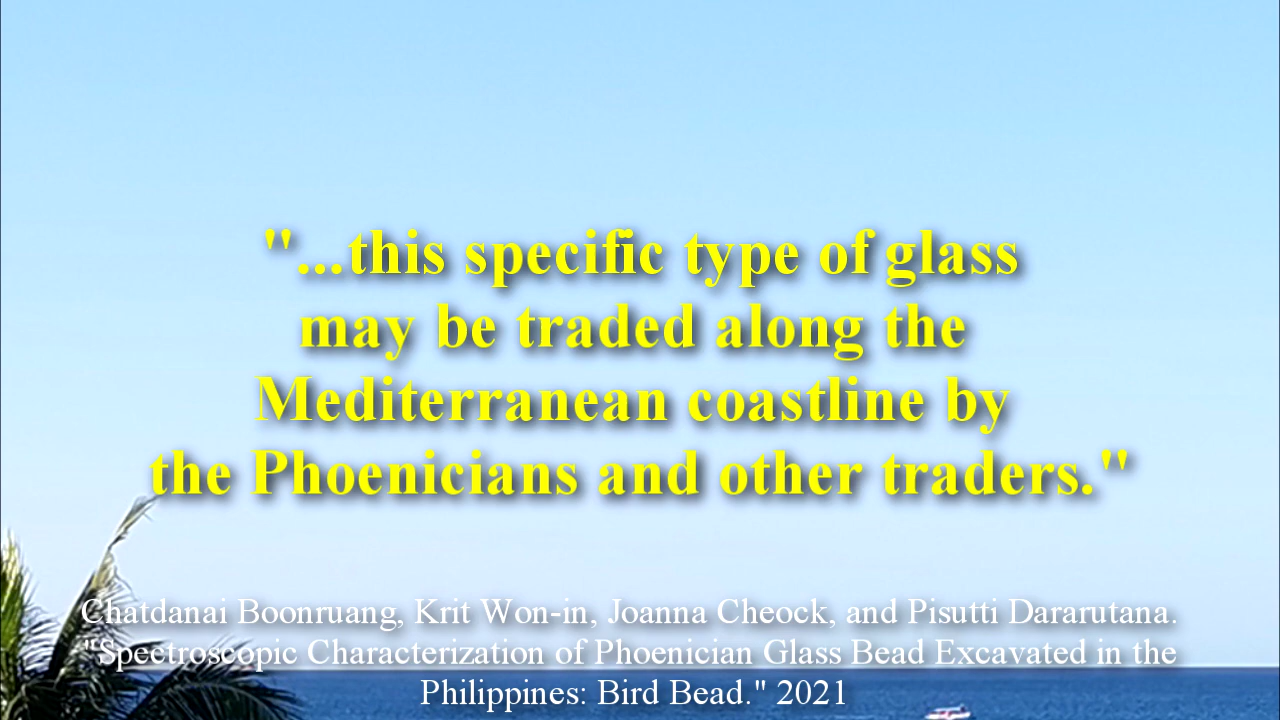 "...this specific type of glass
may be traded along the
Mediterranean coastline by
the Phoenicians and other traders."
Chatdanai Boonruang, Krit Won-in, Joanna Cheock, and Pisutti Dararutana.
"Spectroscopic Characterization of Phoenician Glass Bead Excavated in the
Philippines: Bird Bead." 2021